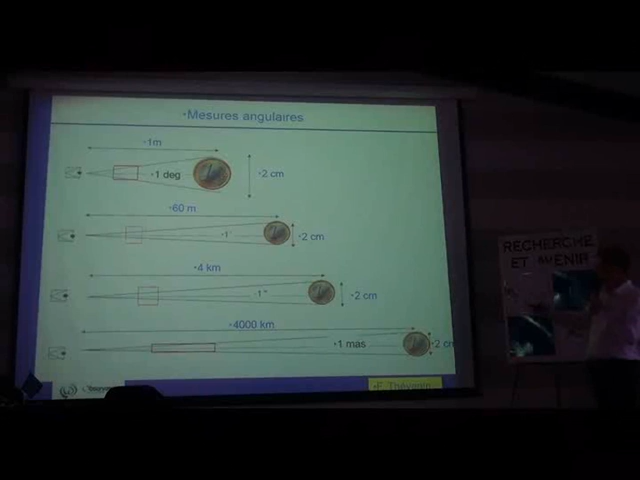 •Mesures angulaires
•1m
•1 deg
•2 cm
•60 m
•1'
•2 cm
•4 km
•1"
•2 cm
•4000 km
•1 mas
•2 cm
•F. Thévenin
RECHERCHE
ET AVENIR